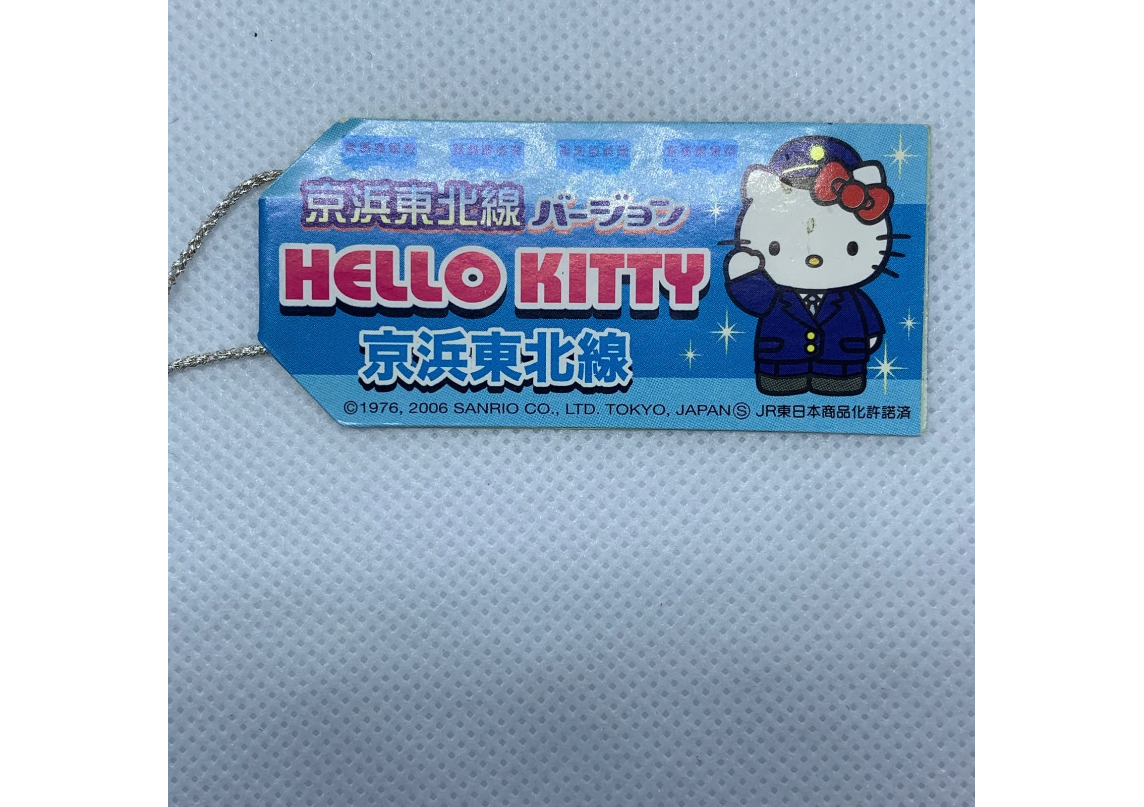 京浜東北線 バージョン
HELLO KITTY
京浜東北線
©1976, 2006 SANRIO CO., LTD. TOKYO, JAPAN Ⓢ JR東日本商品化許諾済